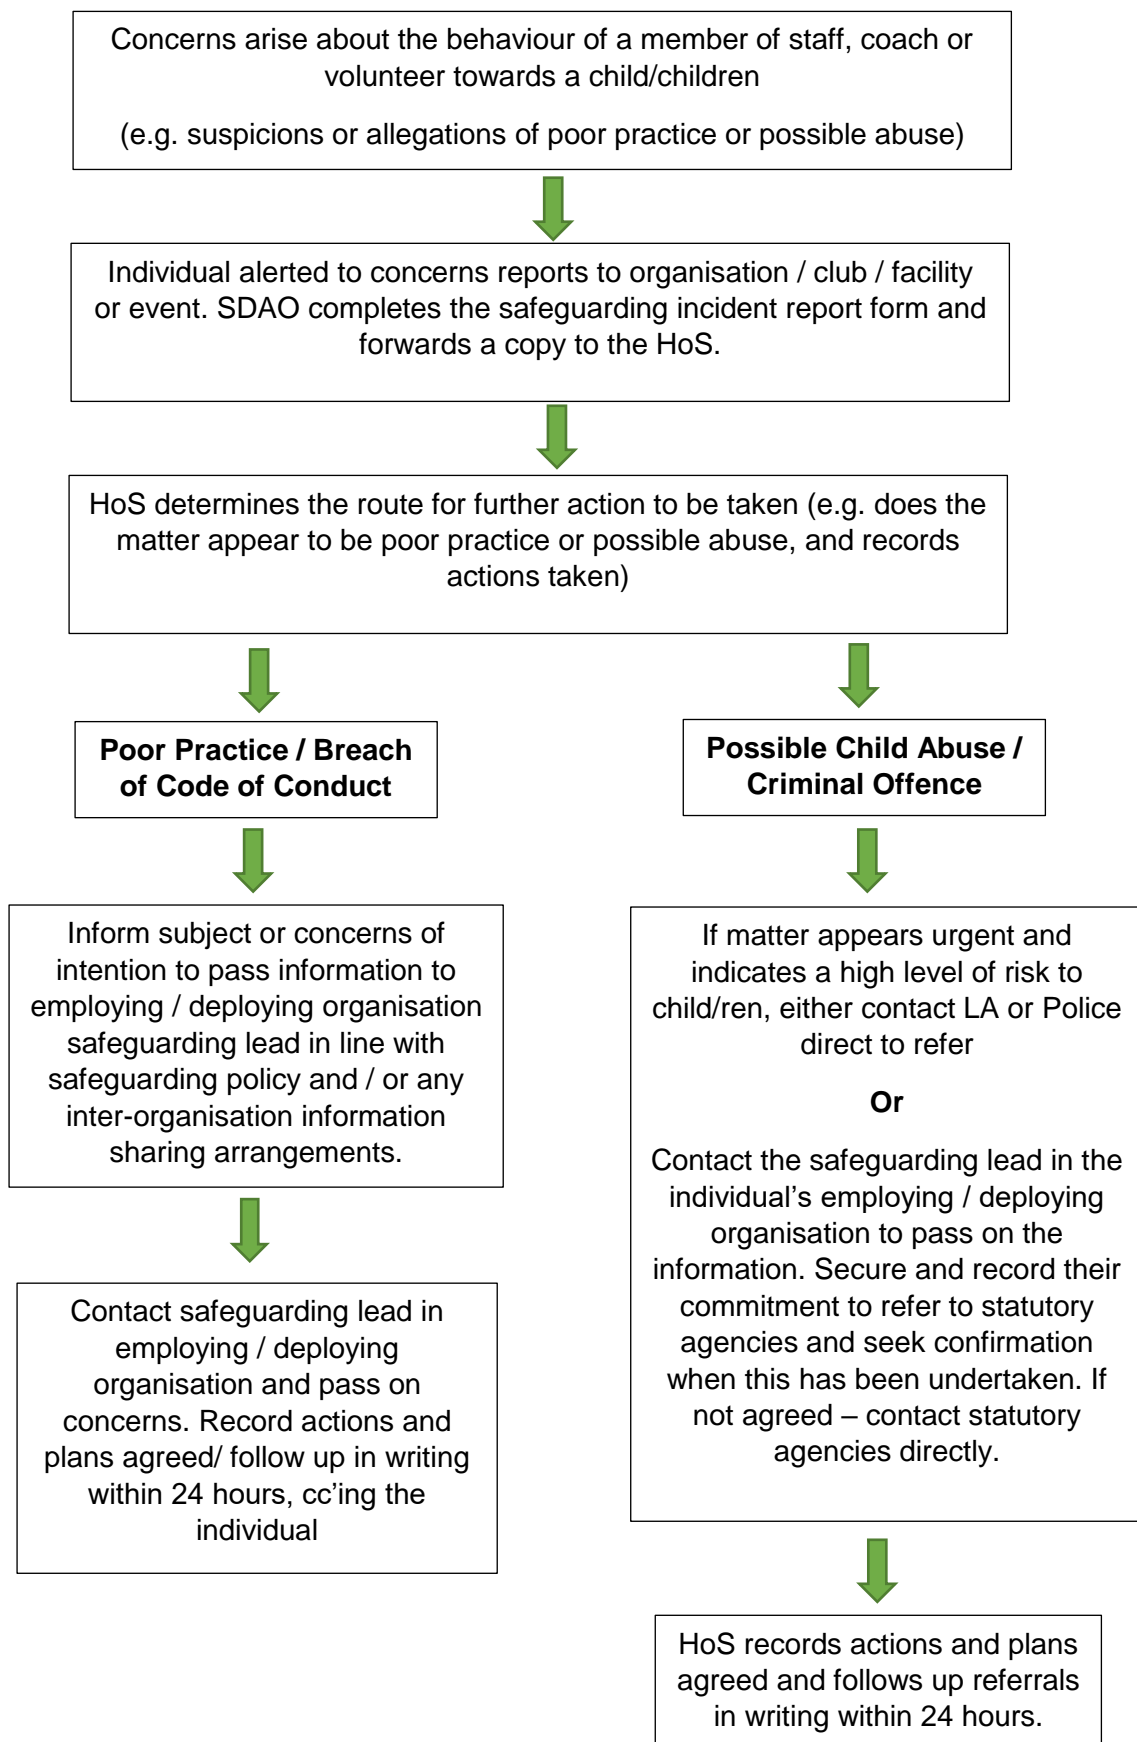 Concerns arise about the behaviour of a member of staff, coach or
volunteer towards a child/children
(e.g. suspicions or allegations of poor practice or possible abuse)
Individual alerted to concerns reports to organisation / club / facility
or event. SDAO completes the safeguarding incident report form and
forwards a copy to the HoS.
HoS determines the route for further action to be taken (e.g. does the
matter appear to be poor practice or possible abuse, and records
actions taken)
Poor Practice / Breach
of Code of Conduct
Inform subject or concerns of
intention to pass information to
employing / deploying organisation
safeguarding lead in line with
safeguarding policy and / or any
inter-organisation information
sharing arrangements.
Contact safeguarding lead in
employing / deploying
organisation and pass on
concerns. Record actions and
plans agreed/ follow up in writing
within 24 hours, cc'ing the
individual
Possible Child Abuse /
Criminal Offence
If matter appears urgent and
indicates a high level of risk to
child/ren, either contact LA or Police
direct to refer
Or
Contact the safeguarding lead in the
individual's employing / deploying
organisation to pass on the
information. Secure and record their
commitment to refer to statutory
agencies and seek confirmation
when this has been undertaken. If
not agreed – contact statutory
agencies directly.
HoS records actions and plans
agreed and follows up referrals
in writing within 24 hours.